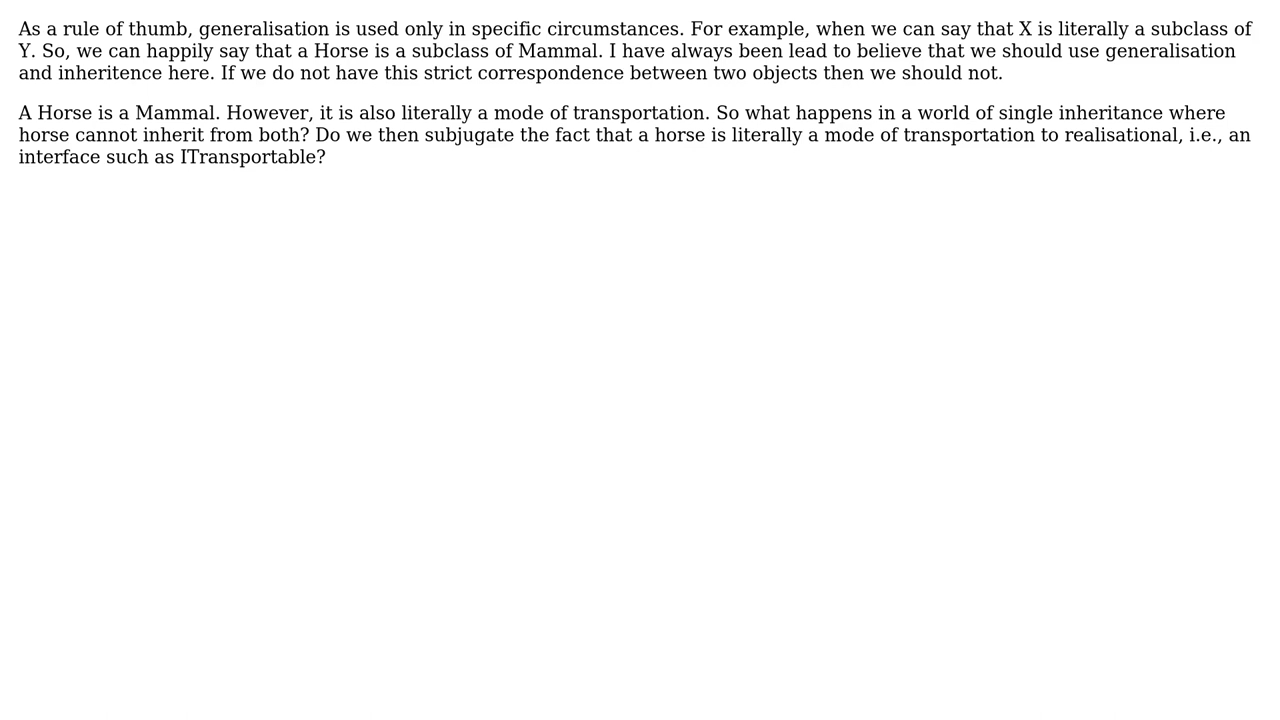 As a rule of thumb, generalisation is used only in specific circumstances. For example, when we can say that X is literally a subclass of
Y. So, we can happily say that a Horse is a subclass of Mammal. I have always been lead to believe that we should use generalisation
and inheritence here. If we do not have this strict correspondence between two objects then we should not.
A Horse is a Mammal. However, it is also literally a mode of transportation. So what happens in a world of single inheritance where
horse cannot inherit from both? Do we then subjugate the fact that a horse is literally a mode of transportation to realisational, i.e., an
interface such as ITransportable?